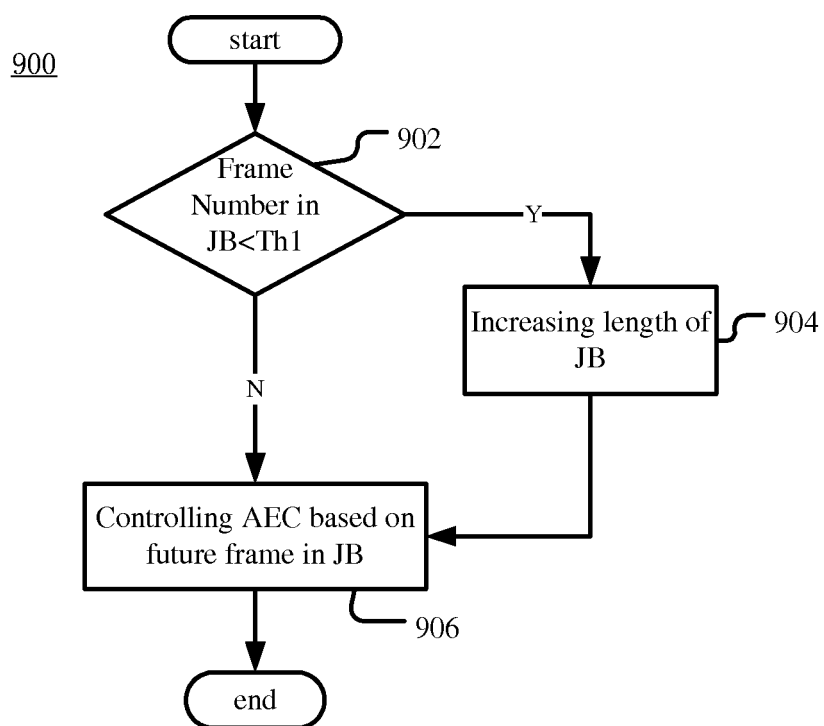 start
900
902
Frame
Number in
JB<Th1
Y
Increasing length of
JB
904
N
Controlling AEC based on
future frame in JB
906
end